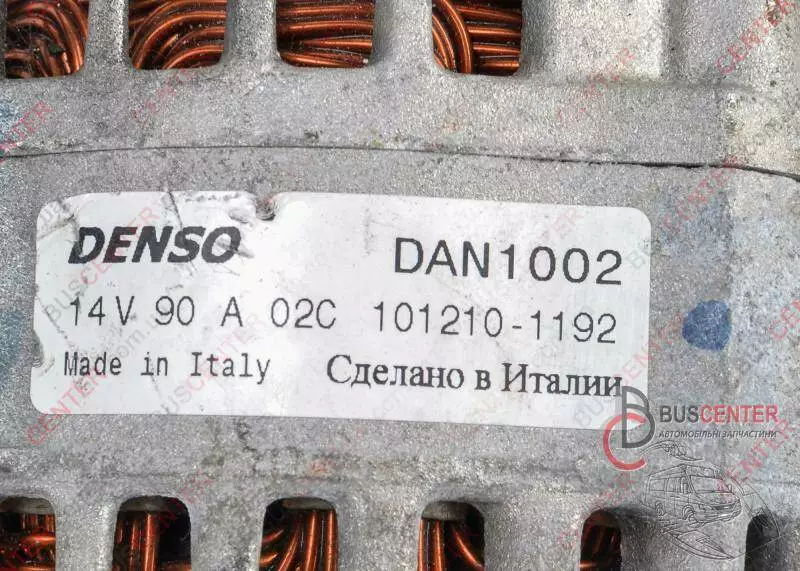 DENSO DAN1002
14V 90 A 02C 101210-1192
Made in Italy Сделано в Италии
BUSCENTER
АВТОМОБІЛЬНІ ЗАПЧАСТИНИ